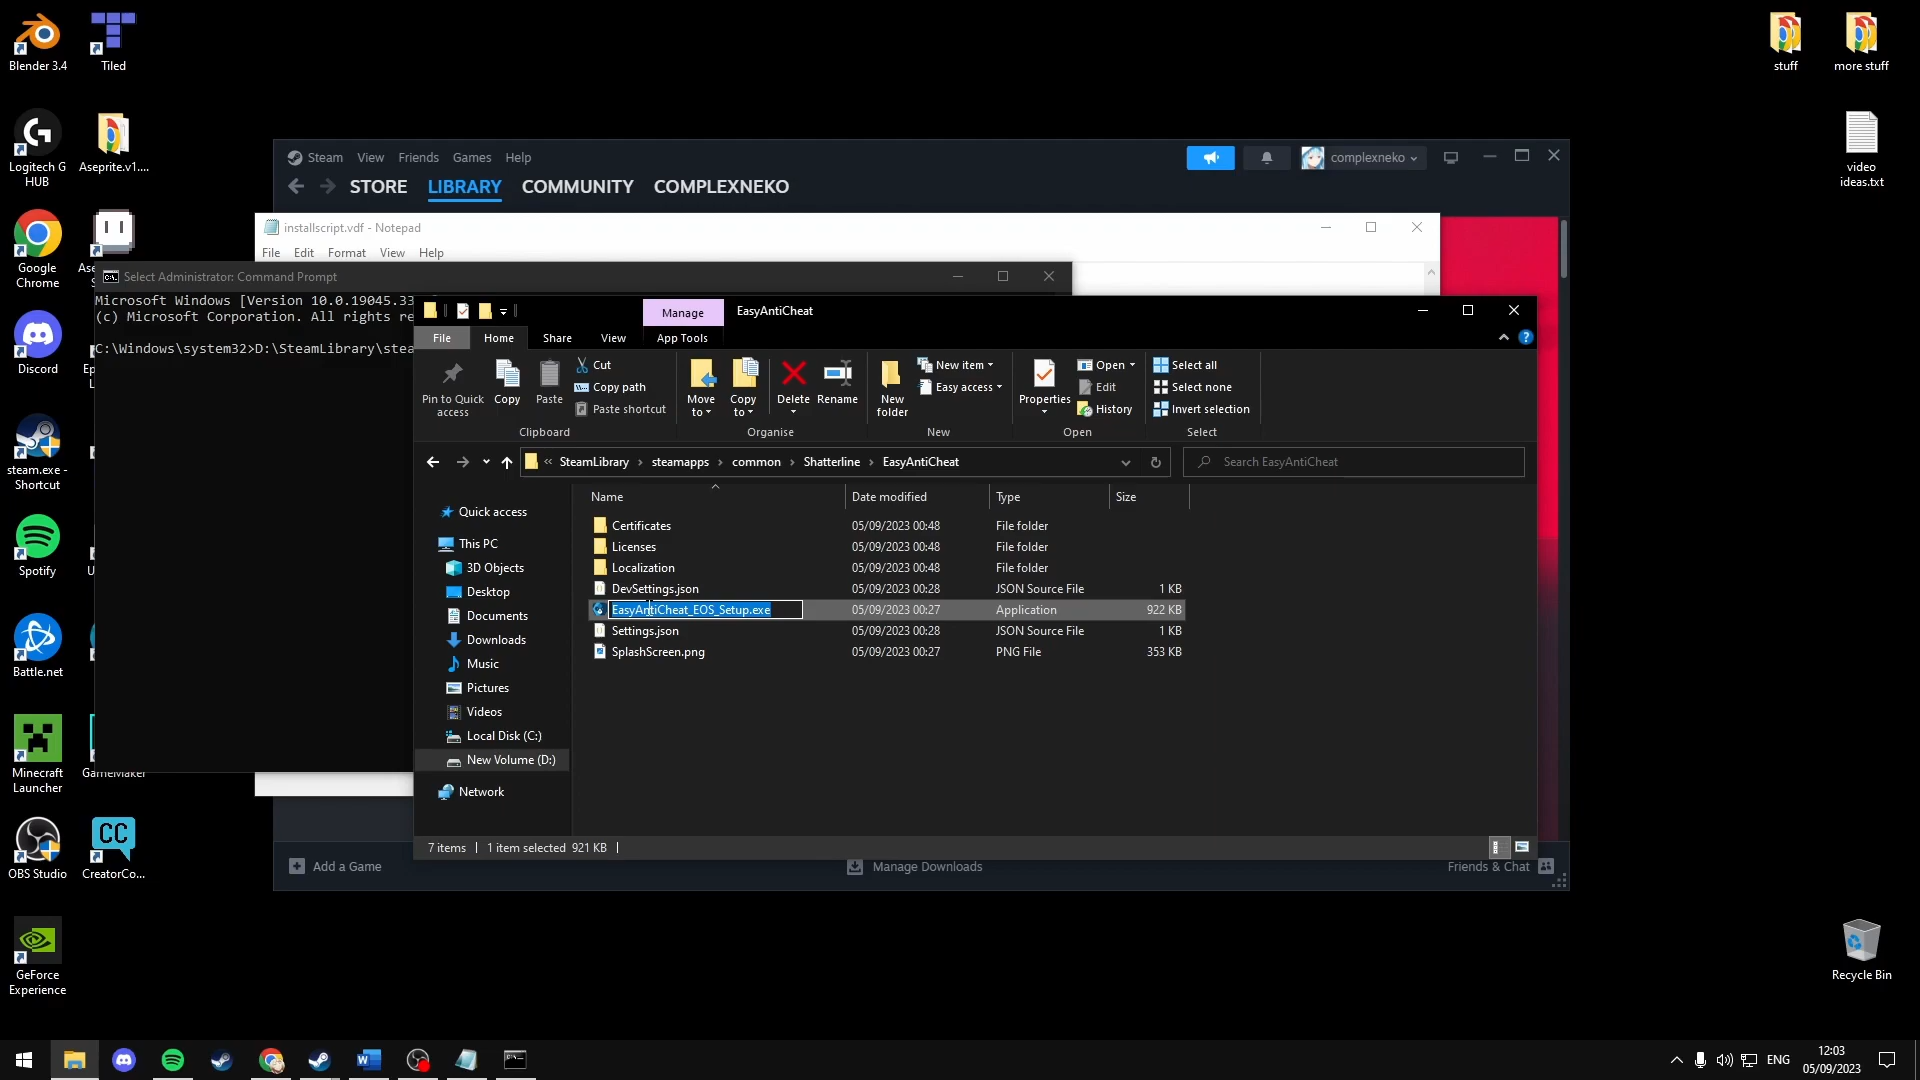 Blender 3.4
Tiled
stuff
more stuff
Logitech G
HUB
Aseprite.v1....
video
ideas.txt
Google
Chrome
Discord
steam.exe -
Shortcut
Spotify
Battle.net
Minecraft
Launcher
GameMaker
OBS Studio
CreatorCo...
GeForce
Experience
Recycle Bin
Steam View Friends Games Help
complexneko
STORE LIBRARY COMMUNITY COMPLEXNEKO
installscript.vdf - Notepad
File Edit Format View Help
Select Administrator: Command Prompt
Microsoft Windows [Version 10.0.19045.33
(c) Microsoft Corporation. All rights re
C:\Windows\system32>D:\SteamLibrary\stea
Manage
EasyAntiCheat
File Home Share View App Tools
Pin to Quick
access
Copy
Paste
Cut
Copy path
Paste shortcut
Clipboard
Move
to
Copy
to
Delete
Rename
Organise
New
folder
New item
Easy access
New
Properties
Open
Edit
History
Open
Select all
Select none
Invert selection
Select
« SteamLibrary › steamapps › common › Shatterline › EasyAntiCheat
Search EasyAntiCheat
Quick access
This PC
3D Objects
Desktop
Documents
Downloads
Music
Pictures
Videos
Local Disk (C:)
New Volume (D:)
Network
Name Date modified Type Size
Certificates 05/09/2023 00:48 File folder
Licenses 05/09/2023 00:48 File folder
Localization 05/09/2023 00:48 File folder
DevSettings.json 05/09/2023 00:28 JSON Source File 1 KB
EasyAntiCheat_EOS_Setup.exe 05/09/2023 00:27 Application 922 KB
Settings.json 05/09/2023 00:28 JSON Source File 1 KB
SplashScreen.png 05/09/2023 00:27 PNG File 353 KB
7 items | 1 item selected 921 KB |
Add a Game
Manage Downloads
Friends & Chat
ENG
12:03
05/09/2023